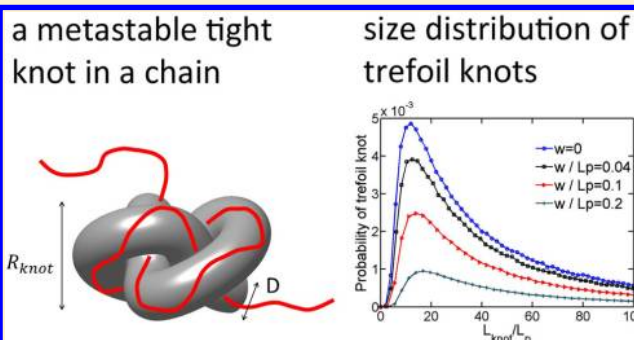 a metastable tight
knot in a chain
R_knot
D
size distribution of
trefoil knots
×10⁻³
Probability of trefoil knot
5
4
3
2
1
0
w=0
w / Lp=0.04
w / Lp=0.1
w / Lp=0.2
0 20 40 60 80 100
L_knot/L_p